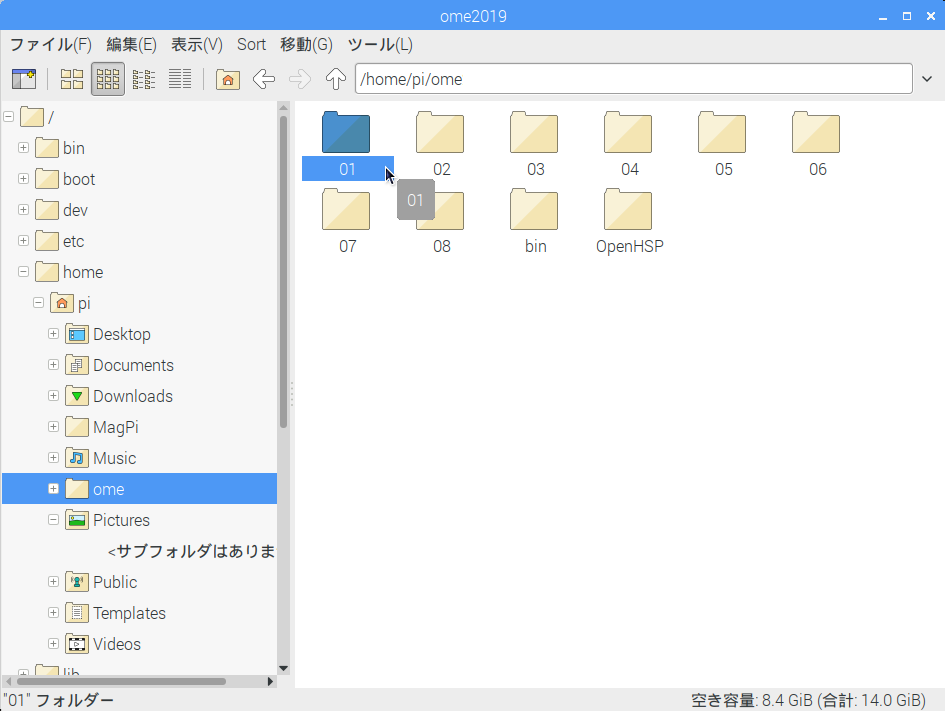 ome2019
ファイル(F) 編集(E) 表示(V) Sort 移動(G) ツール(L)
/home/pi/ome
/
bin
boot
dev
etc
home
pi
Desktop
Documents
Downloads
MagPi
Music
ome
Pictures
<サブフォルダはありま
Public
Templates
Videos
lib
01 02 03 04 05 06
01
07 08 bin OpenHSP
"01" フォルダー
空き容量: 8.4 GiB (合計: 14.0 GiB)